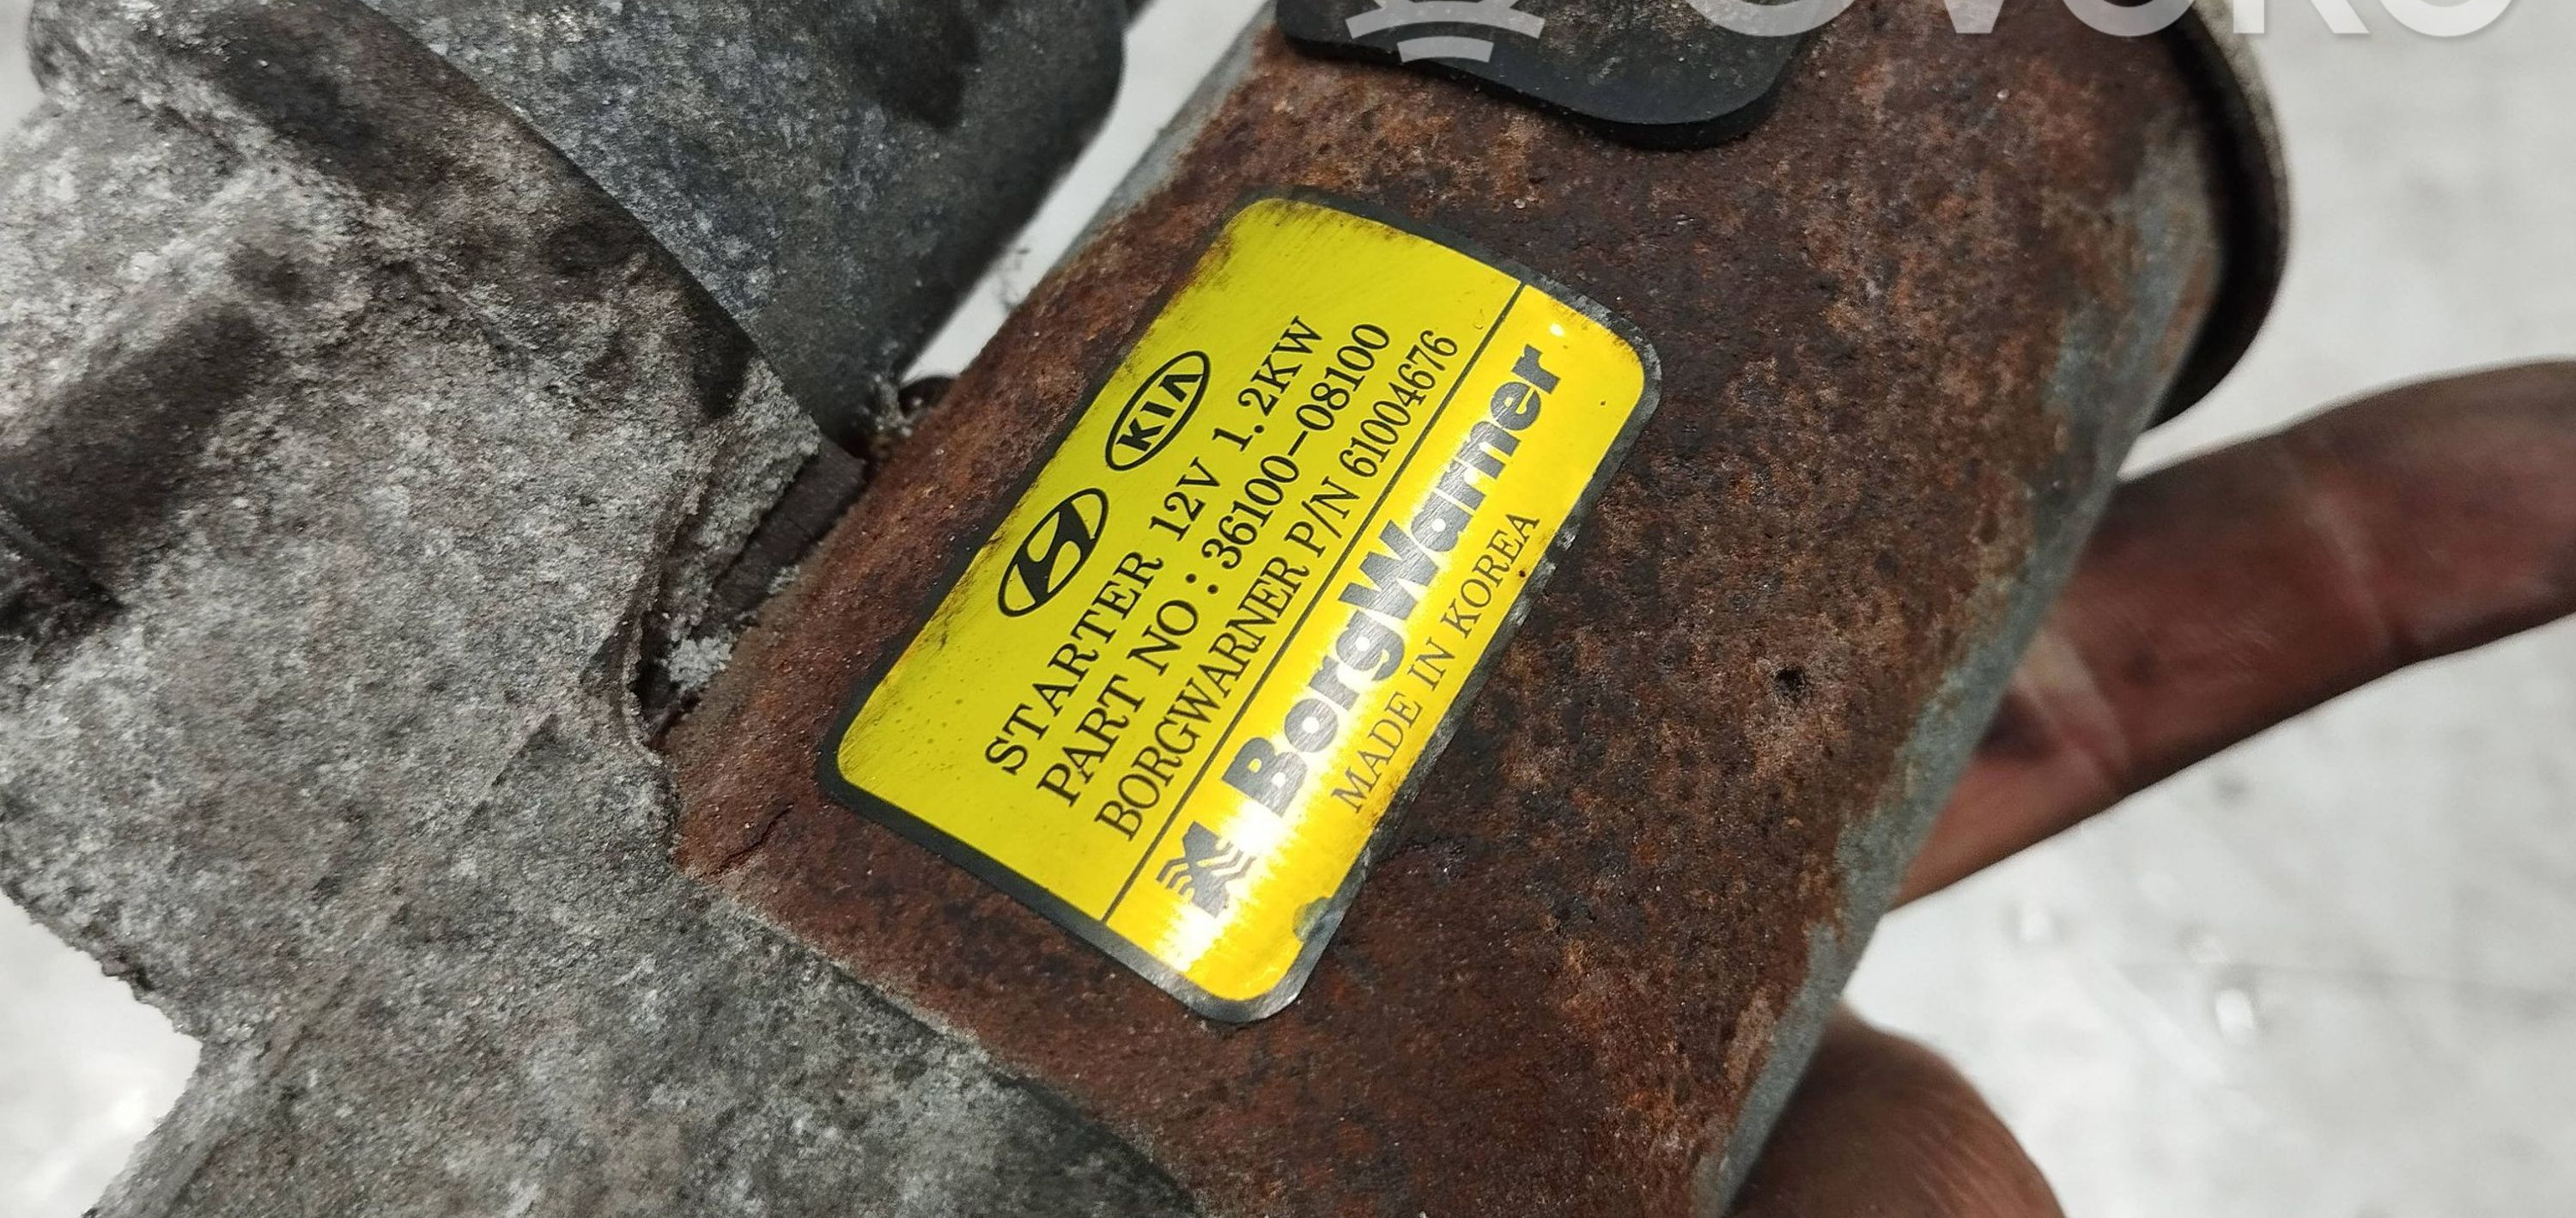 KIA
STARTER 12V 1.2KW
PART NO : 36100-08100
BORGWARNER P/N 61004676
BorgWarner
MADE IN KOREA